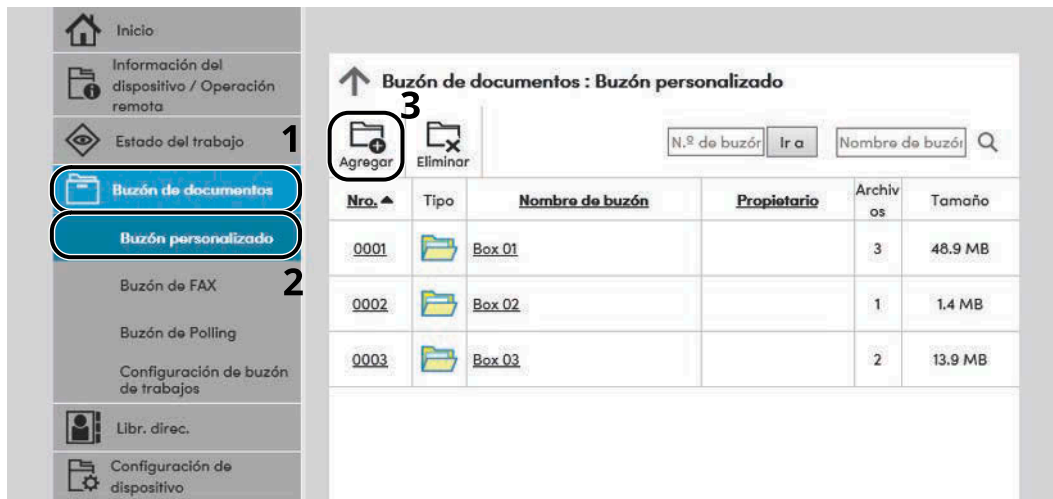 Inicio
Información del
dispositivo / Operación
remota
Estado del trabajo
1
Buzón de documentos
Buzón personalizado
2
Buzón de FAX
Buzón de Polling
Configuración de buzón
de trabajos
Libr. direc.
Configuración de
dispositivo
Buzón de documentos : Buzón personalizado
3
Agregar
Eliminar
N.º de buzón
Ir a
Nombre de buzón
Nro. Tipo Nombre de buzón Propietario Archiv
os Tamaño
0001 Box 01 3 48.9 MB
0002 Box 02 1 1.4 MB
0003 Box 03 2 13.9 MB